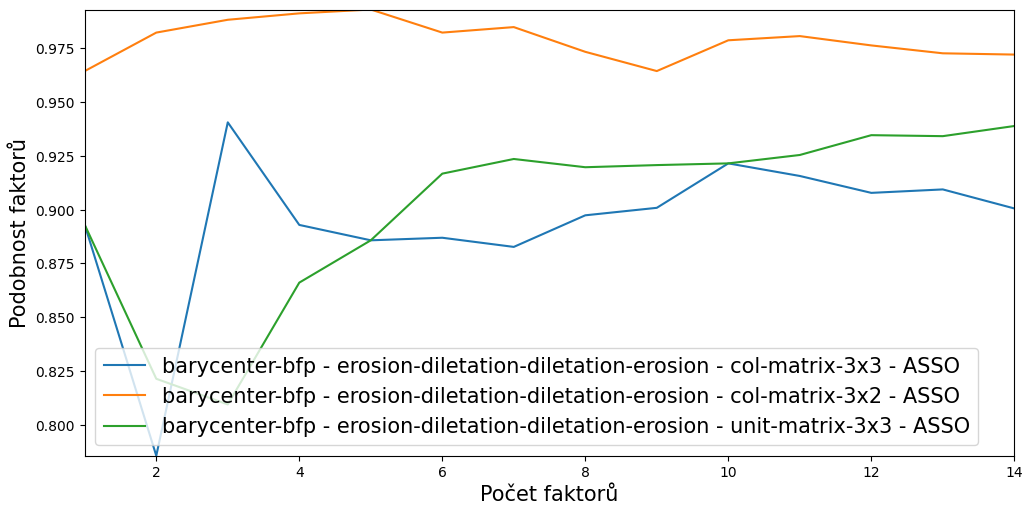 0.975
0.950
0.925
0.900
0.875
0.850
0.825
0.800
Podobnost faktorů
barycenter-bfp - erosion-diletation-diletation-erosion - col-matrix-3x3 - ASSO
barycenter-bfp - erosion-diletation-diletation-erosion - col-matrix-3x2 - ASSO
barycenter-bfp - erosion-diletation-diletation-erosion - unit-matrix-3x3 - ASSO
2 4 6 8 10 12 14
Počet faktorů